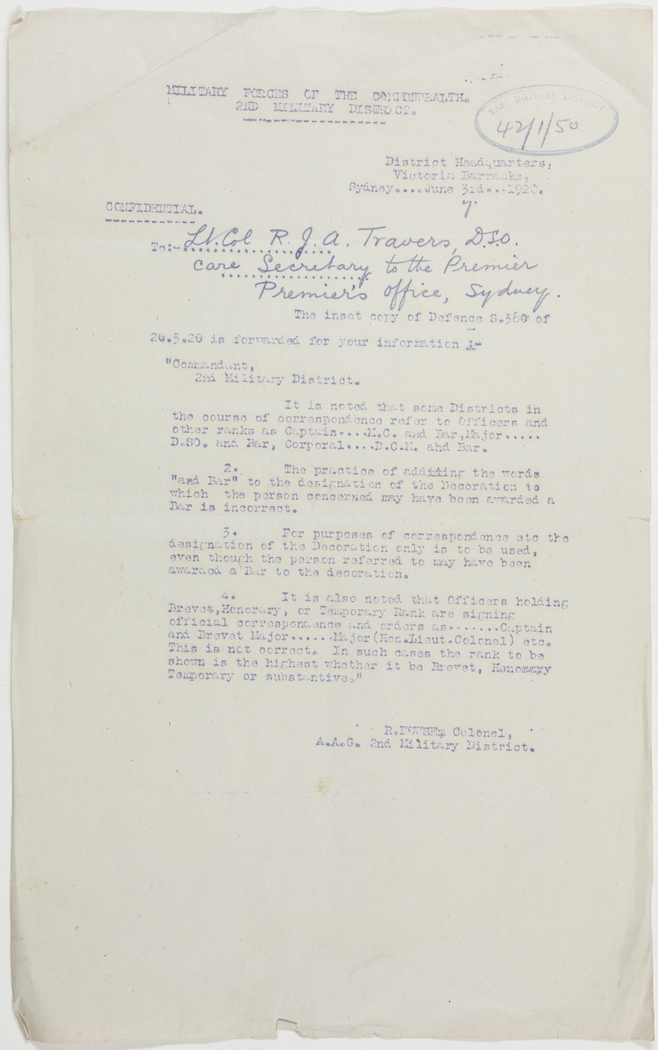 MILITARY FORCES OF THE COMMONWEALTH.
2ND MILITARY DISTRICT.
2ND. MILITARY DISTRICT
42/1/50
District Headquarters;
Victoria Barracks,
Sydney....June 3rd...1920.
7.
CONFIDENTIAL.
To:- Lt. Col R. J. A. Travers, D.S.O.
care Secretary to the Premier
Premier's office, Sydney.
The inset copy of Defence S.380 of
20.5.20 is forwarded for your information :-
"Commandant,
2nd Military District.
It is noted that some Districts in
the course of correspondence refer to Officers and
other ranks as Captain....M.C. and Bar, Major.....
D.SO. and Bar, Corporal....D.C.M. ahd Bar.
2. The practice of addiding the words
"and Bar" to the designation of the Decoration to
which the person concerned may have been awarded a
Bar is incorrect.
3. For purposes of correspondence etc the
designation of the Decoration only is to be used,
even though the person referred to may have been
awarded a Bar to the decoration.
4. It is also noted that Officers holding
Brevet,Honorary, or Temporary Rank are signing
official correspondence and orders as.......Captain
and Brevet Major......Major(Hon.Lieut.Colonel) etc.
This is not correct. In such cases the rank to be
shown is the highest whether it be Brevet, Honorary
Temporary or substantive."
Colonel,
A.A.G. 2nd Military District.